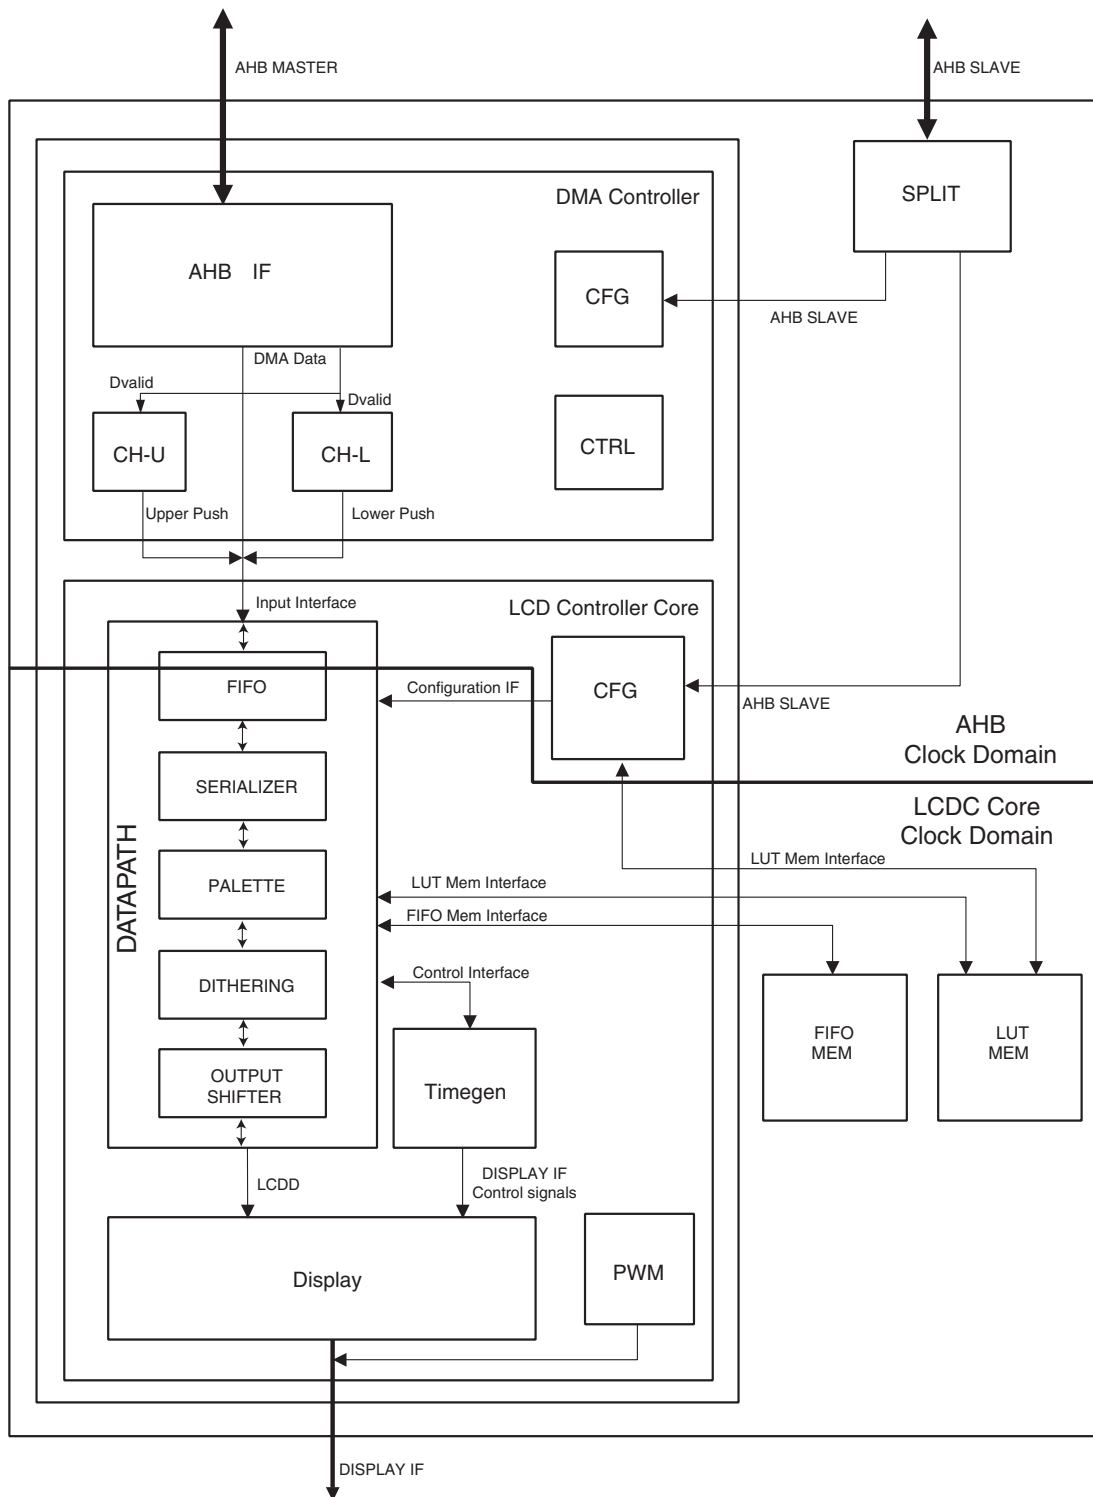 AHB MASTER
AHB SLAVE
DMA Controller
SPLIT
AHB IF
CFG
AHB SLAVE
DMA Data
Dvalid
Dvalid
CH-U
CH-L
CTRL
Upper Push
Lower Push
Input Interface
LCD Controller Core
FIFO
Configuration IF
CFG
AHB SLAVE
AHB
Clock Domain
SERIALIZER
LCDC Core
Clock Domain
DATAPATH
LUT Mem Interface
PALETTE
LUT Mem Interface
FIFO Mem Interface
DITHERING
Control Interface
FIFO
MEM
LUT
MEM
OUTPUT
SHIFTER
Timegen
LCDD
DISPLAY IF
Control signals
Display
PWM
DISPLAY IF